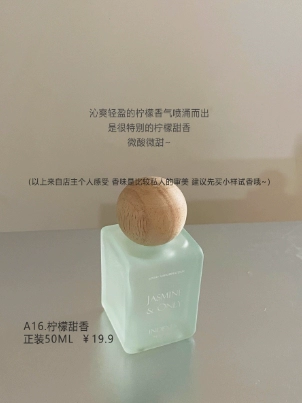 沁爽轻盈的柠檬香气喷涌而出
是很特别的柠檬甜香
微酸微甜~
(以上来自店主个人感受 香味是比较私人的审美 建议先买小样试香哦~)
JASMINE
A16.柠檬甜香
正装50ML ￥19.9